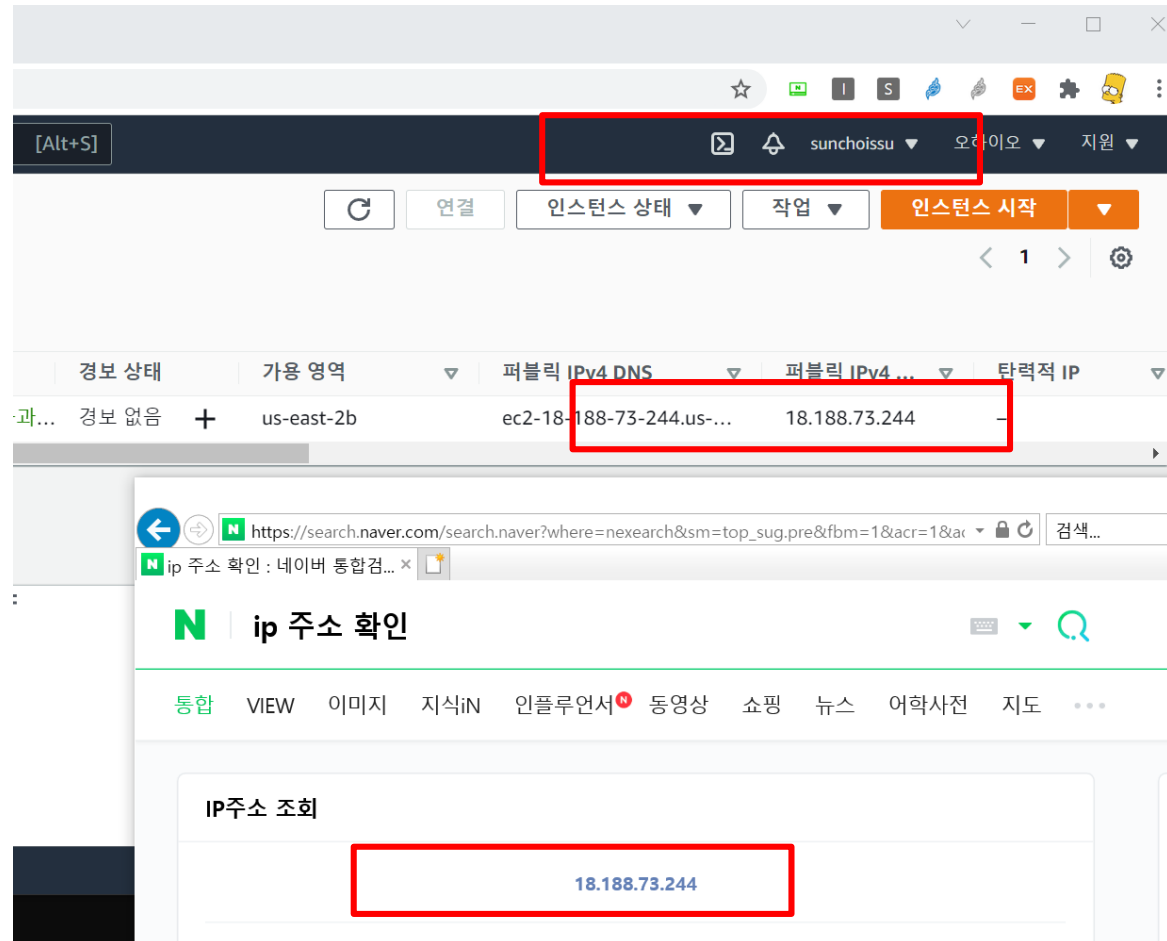 [Alt+S] sunchoissu ▼ 오하이오 ▼ 지원 ▼
연결 인스턴스 상태 ▼ 작업 ▼ 인스턴스 시작 ▼
1
경보 상태 가용 영역 퍼블릭 IPv4 DNS 퍼블릭 IPv4 ... 탄력적 IP
과... 경보 없음 + us-east-2b ec2-18-188-73-244.us-... 18.188.73.244 –
https://search.naver.com/search.naver?where=nexearch&sm=top_sug.pre&fbm=1&acr=1&ac 검색...
N ip 주소 확인 : 네이버 통합검... ×
N ip 주소 확인
통합 VIEW 이미지 지식iN 인플루언서 N 동영상 쇼핑 뉴스 어학사전 지도 ...
IP주소 조회
18.188.73.244